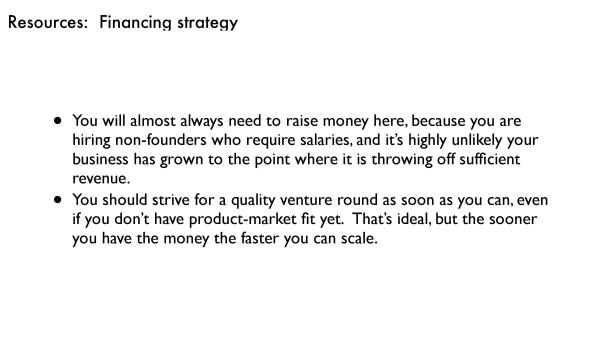 Resources:  Financing strategy
• You will almost always need to raise money here, because you are
hiring non-founders who require salaries, and it's highly unlikely your
business has grown to the point where it is throwing off sufficient
revenue.
• You should strive for a quality venture round as soon as you can, even
if you don't have product-market fit yet.  That's ideal, but the sooner
you have the money the faster you can scale.